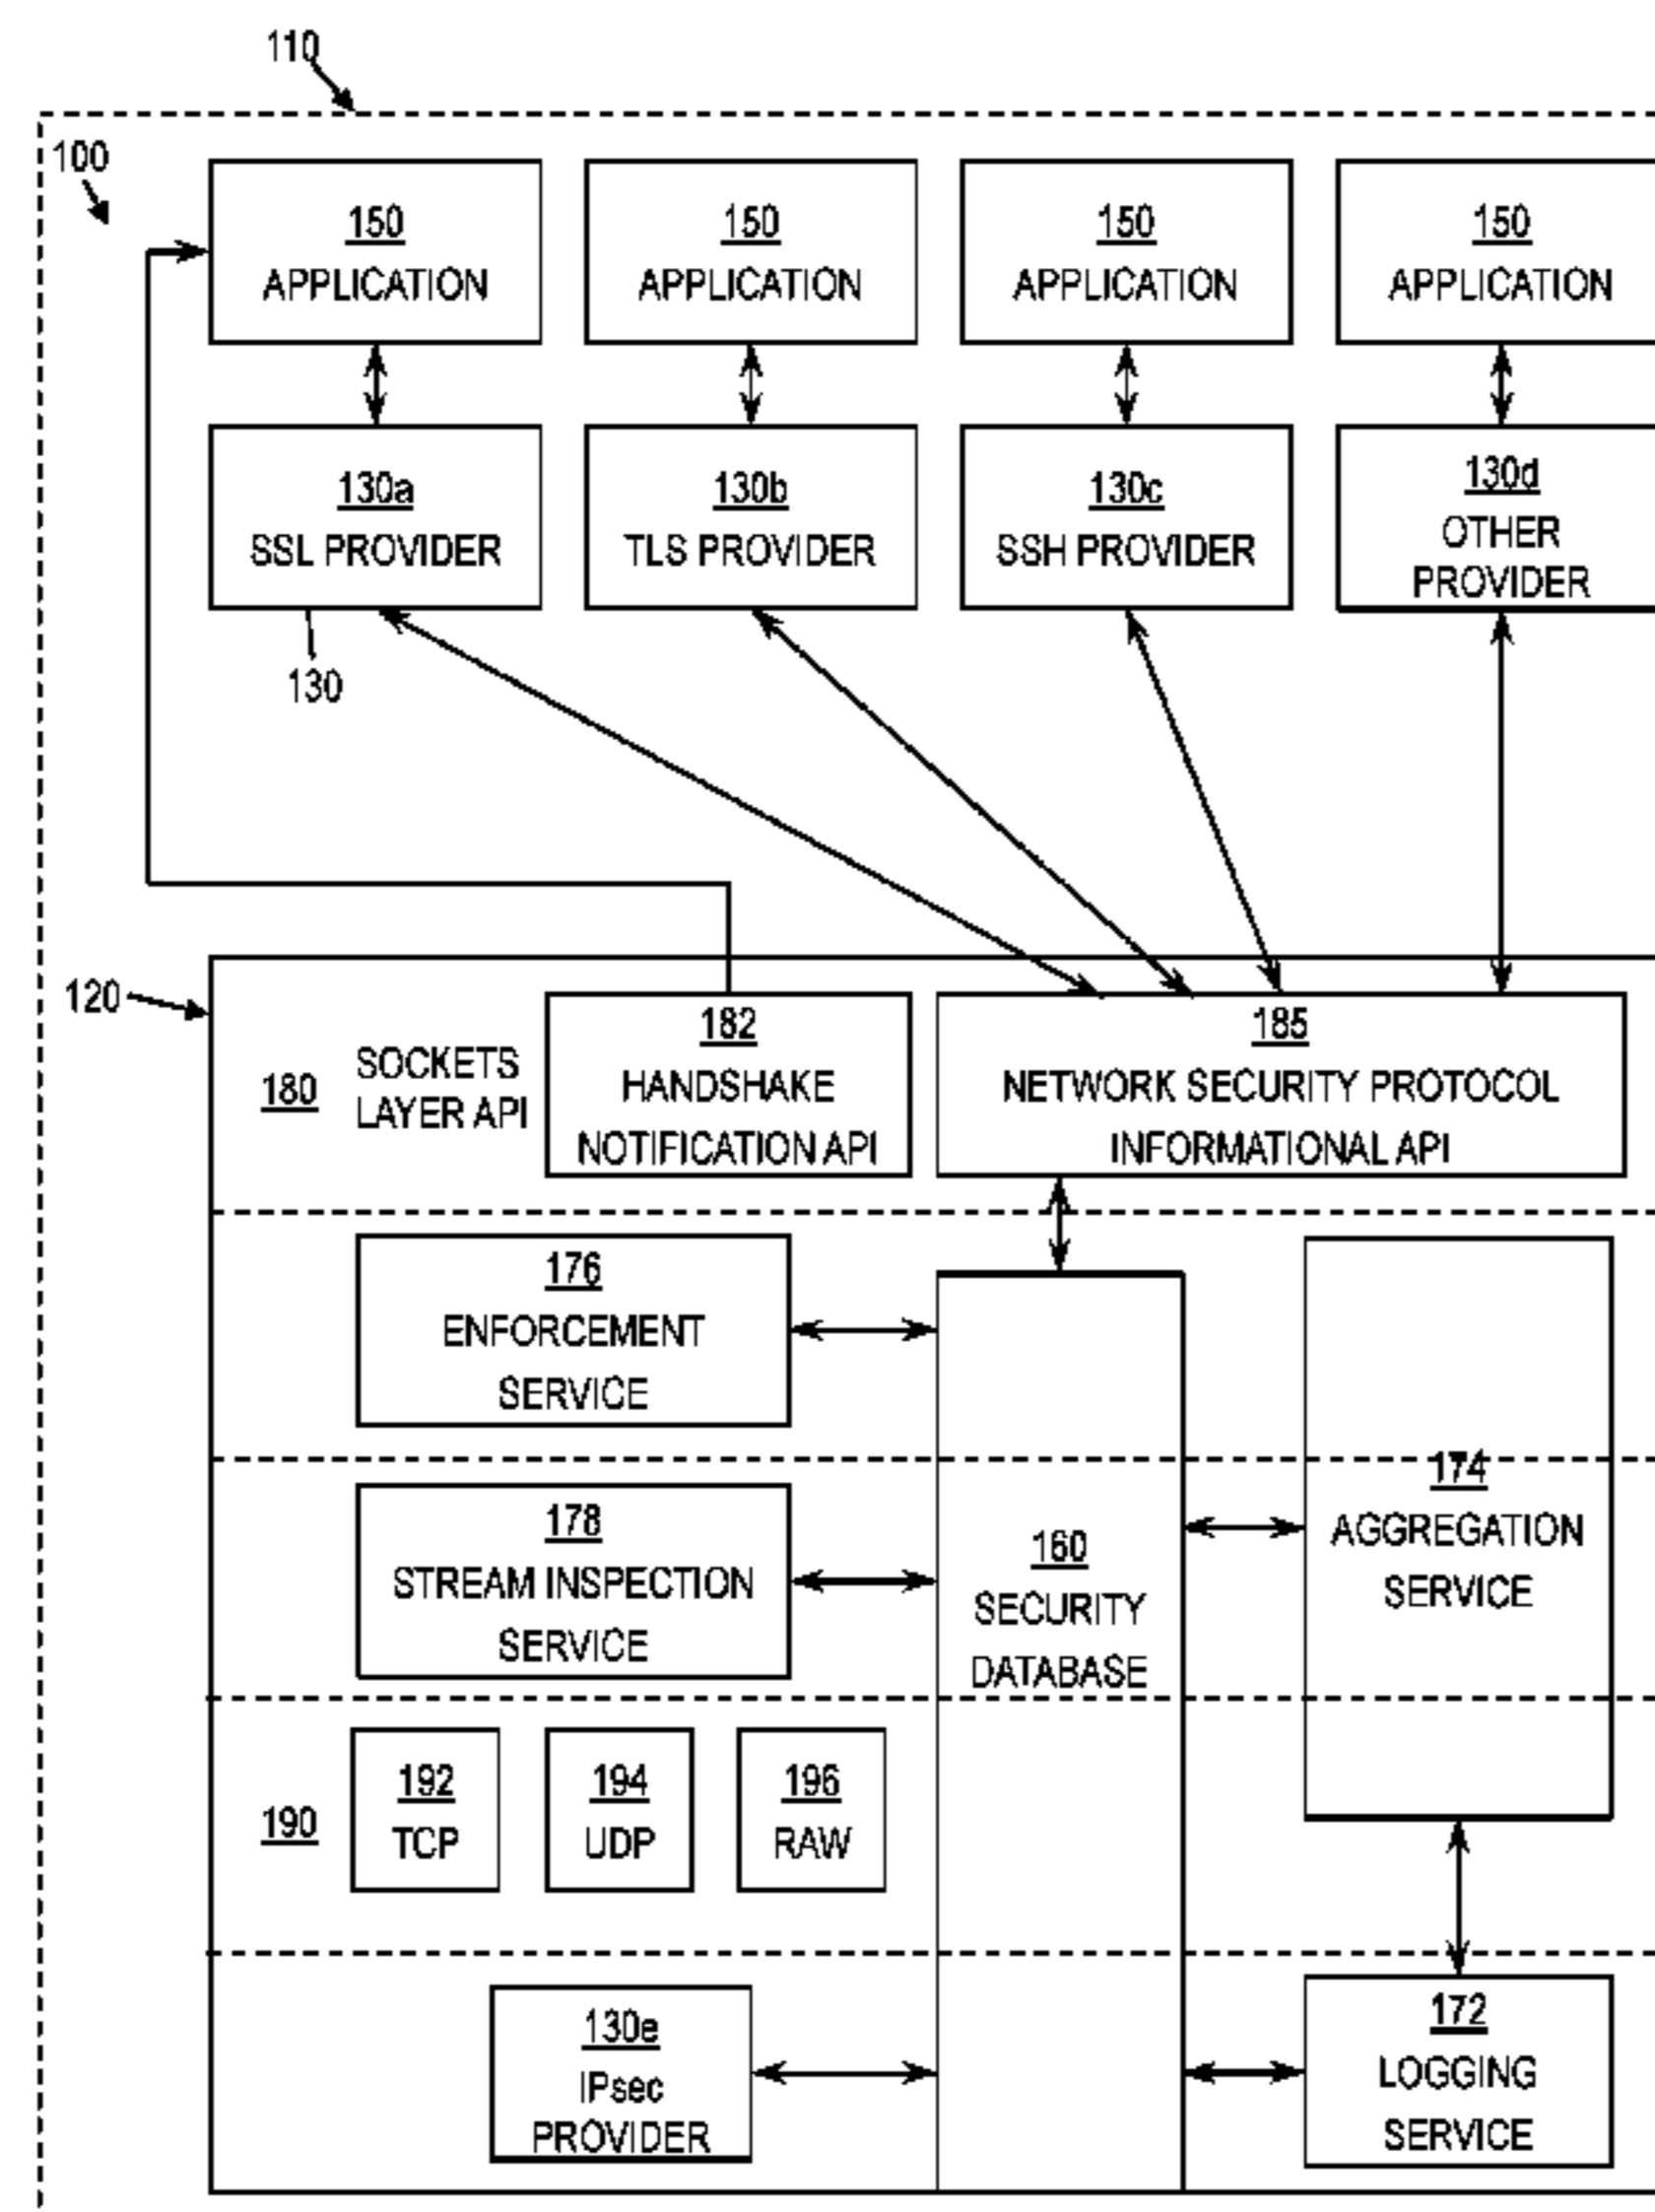 110
100
150
APPLICATION
150
APPLICATION
150
APPLICATION
150
APPLICATION
130a
SSL PROVIDER
130b
TLS PROVIDER
130c
SSH PROVIDER
130d
OTHER
PROVIDER
130
120
180
SOCKETS
LAYER API
182
HANDSHAKE
NOTIFICATION API
185
NETWORK SECURITY PROTOCOL
INFORMATIONAL API
176
ENFORCEMENT
SERVICE
178
STREAM INSPECTION
SERVICE
160
SECURITY
DATABASE
174
AGGREGATION
SERVICE
190
192
TCP
194
UDP
196
RAW
130e
IPsec
PROVIDER
172
LOGGING
SERVICE